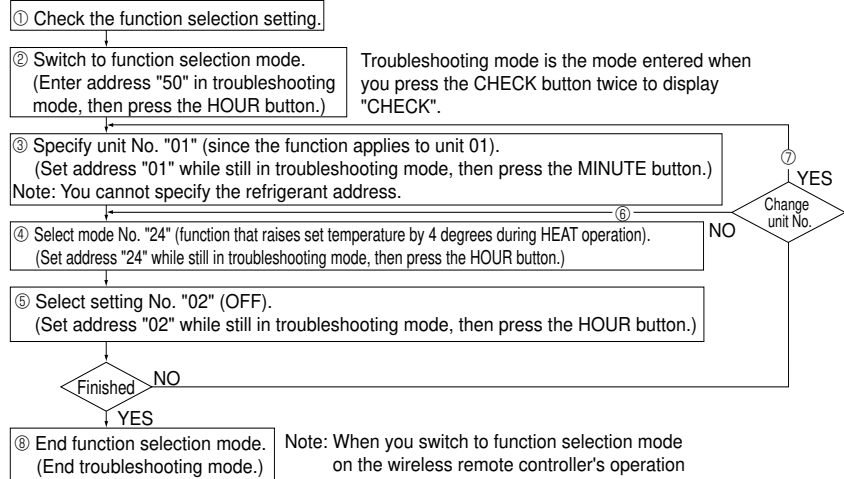 ① Check the function selection setting.
② Switch to function selection mode.
(Enter address "50" in troubleshooting
mode, then press the HOUR button.)
Troubleshooting mode is the mode entered when
you press the CHECK button twice to display
"CHECK".
③ Specify unit No. "01" (since the function applies to unit 01).
(Set address "01" while still in troubleshooting mode, then press the MINUTE button.)
Note: You cannot specify the refrigerant address.
⑦
YES
Change
unit No.
⑥
NO
④ Select mode No. "24" (function that raises set temperature by 4 degrees during HEAT operation).
(Set address "24" while still in troubleshooting mode, then press the HOUR button.)
⑤ Select setting No. "02" (OFF).
(Set address "02" while still in troubleshooting mode, then press the HOUR button.)
Finished
NO
YES
⑧ End function selection mode.
(End troubleshooting mode.)
Note: When you switch to function selection mode
on the wireless remote controller's operation